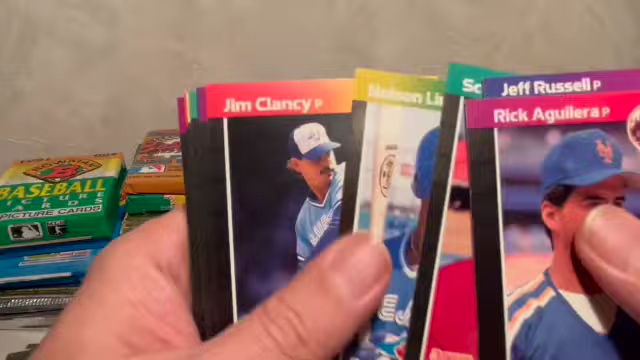 Jim Clancy P
Nelson Li
Sc
Jeff Russell P
Rick Aguilera P
BASEBALL
PICTURE CARDS